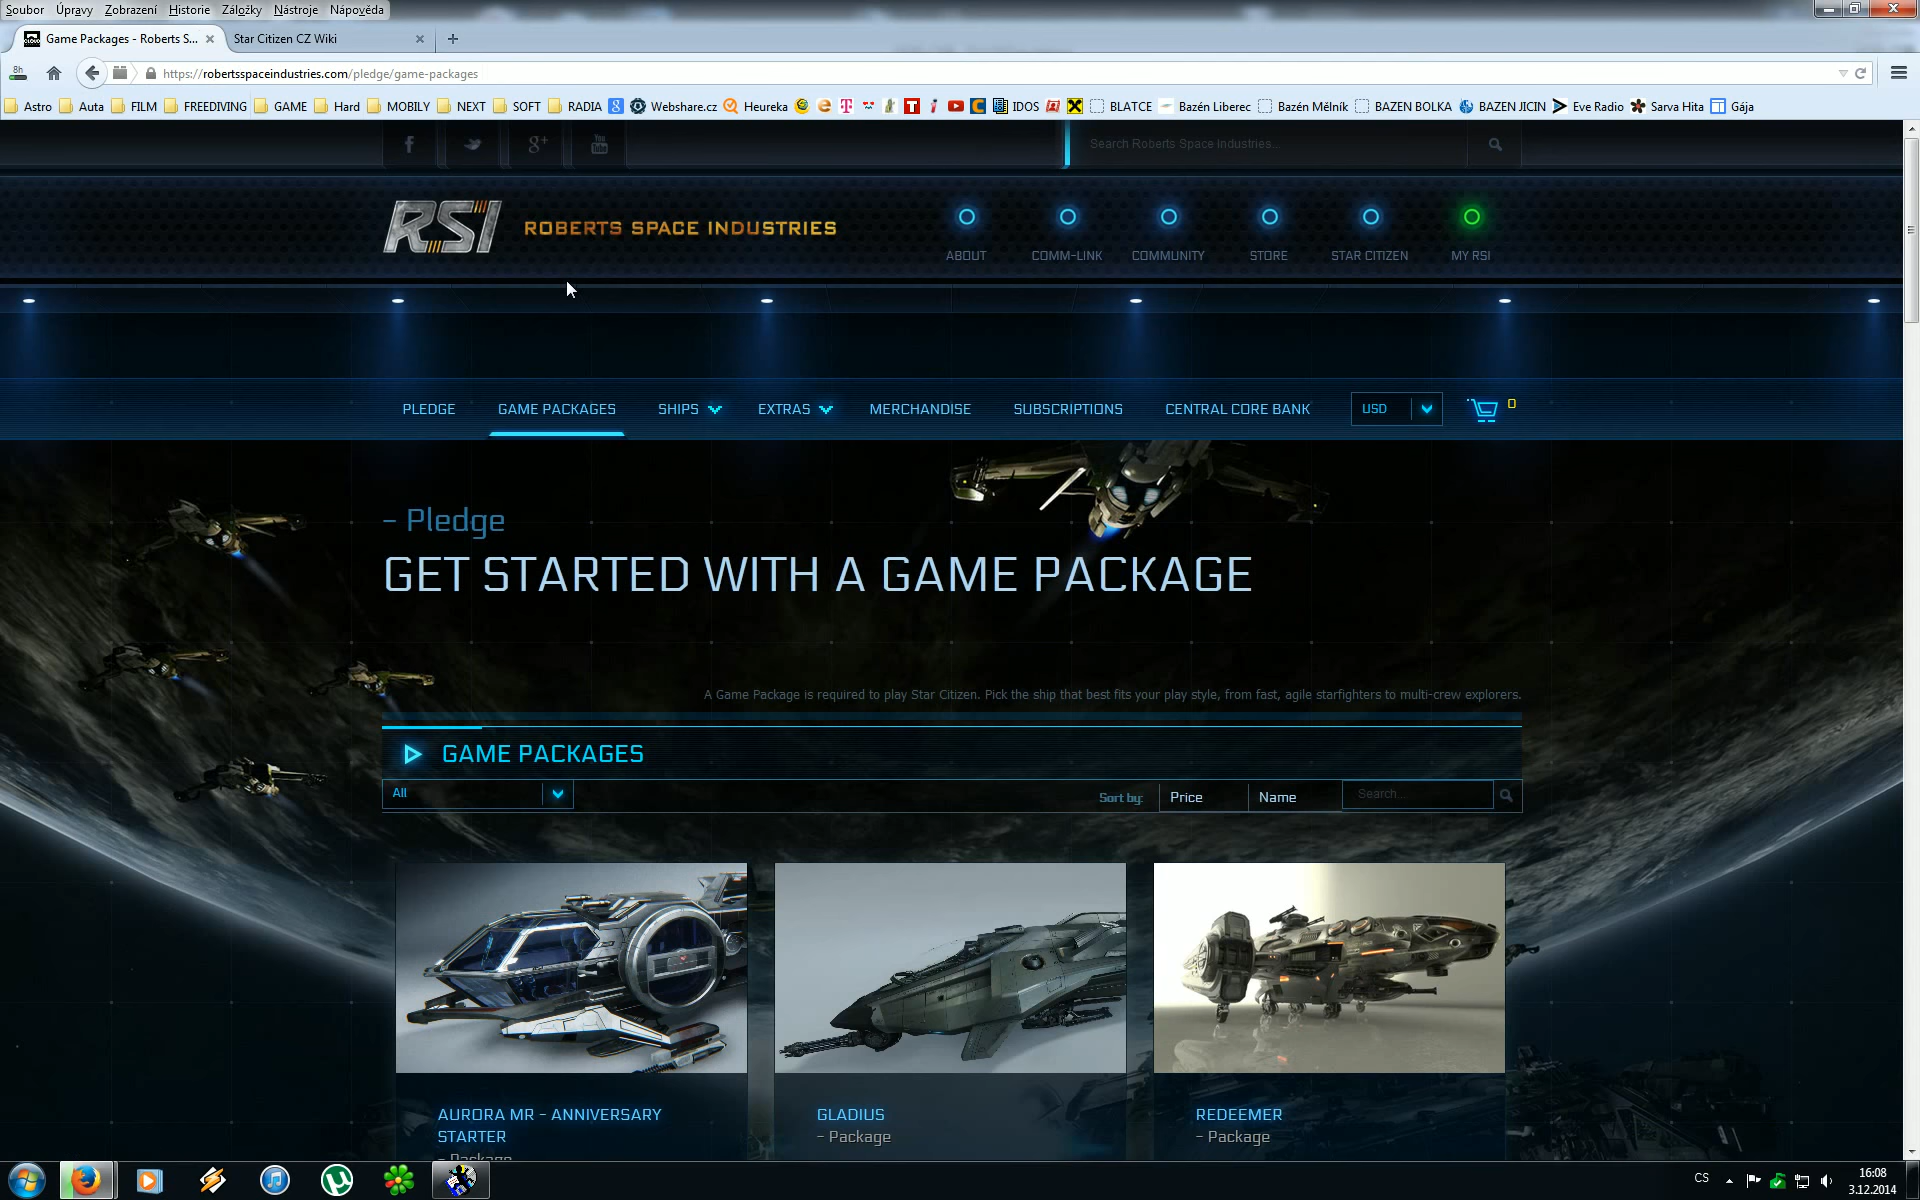 Soubor Úpravy Zobrazení Historie Záložky Nástroje Nápověda
Game Packages - Roberts S... Star Citizen CZ Wiki
8h https://robertsspaceindustries.com/pledge/game-packages
Astro Auta FILM FREEDIVING GAME Hard MOBILY NEXT SOFT RADIA Webshare.cz Heureka IDOS BLATCE Bazén Liberec Bazén Mělník BAZEN BOLKA BAZEN JICIN Eve Radio Sarva Hita Gája
Search Roberts Space Industries...
RSI ROBERTS SPACE INDUSTRIES
ABOUT COMM-LINK COMMUNITY STORE STAR CITIZEN MY RSI
PLEDGE GAME PACKAGES SHIPS EXTRAS MERCHANDISE SUBSCRIPTIONS CENTRAL CORE BANK USD 0
– Pledge
GET STARTED WITH A GAME PACKAGE
A Game Package is required to play Star Citizen. Pick the ship that best fits your play style, from fast, agile starfighters to multi-crew explorers.
GAME PACKAGES
All Sort by: Price Name Search...
AURORA MR - ANNIVERSARY STARTER
– Package
GLADIUS
– Package
REDEEMER
– Package
CS 16:08
3.12.2014